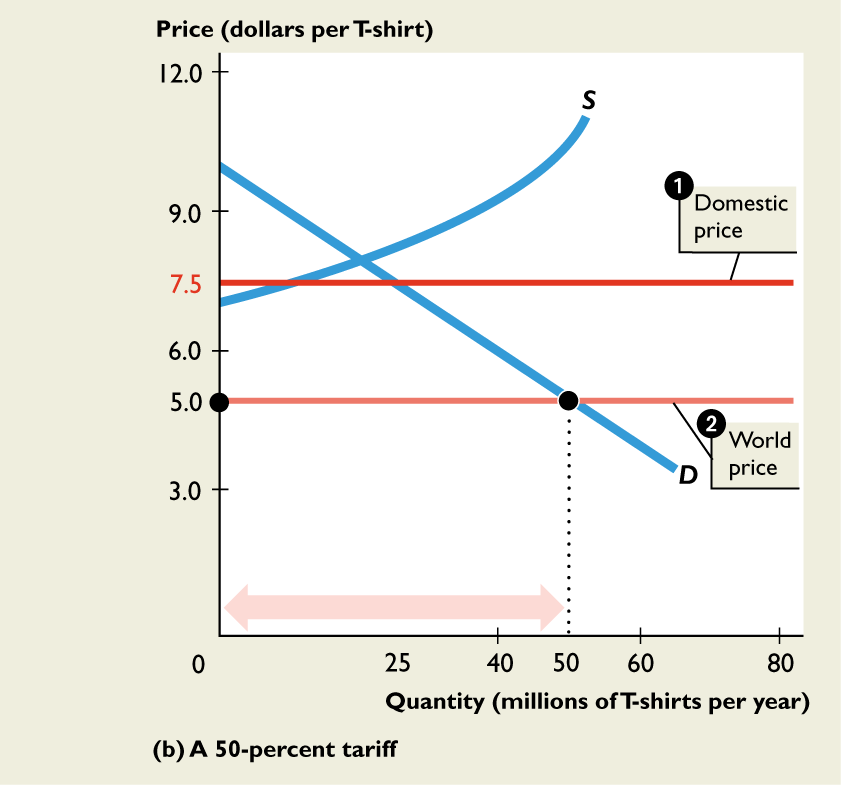 Price (dollars per T-shirt)
12.0
S
1
Domestic
price
9.0
7.5
6.0
5.0
2
World
price
D
3.0
0 25 40 50 60 80
Quantity (millions of T-shirts per year)
(b) A 50-percent tariff